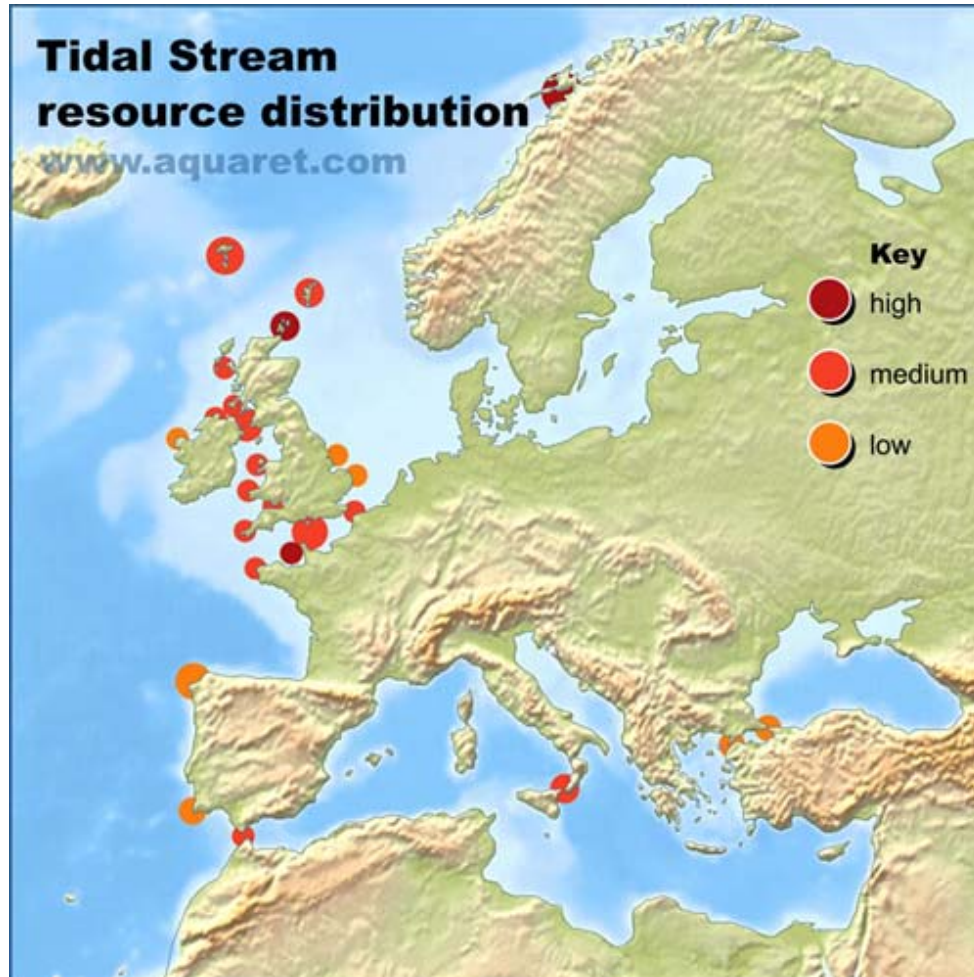 Tidal Stream
resource distribution
www.aquaret.com
Key
high
medium
low